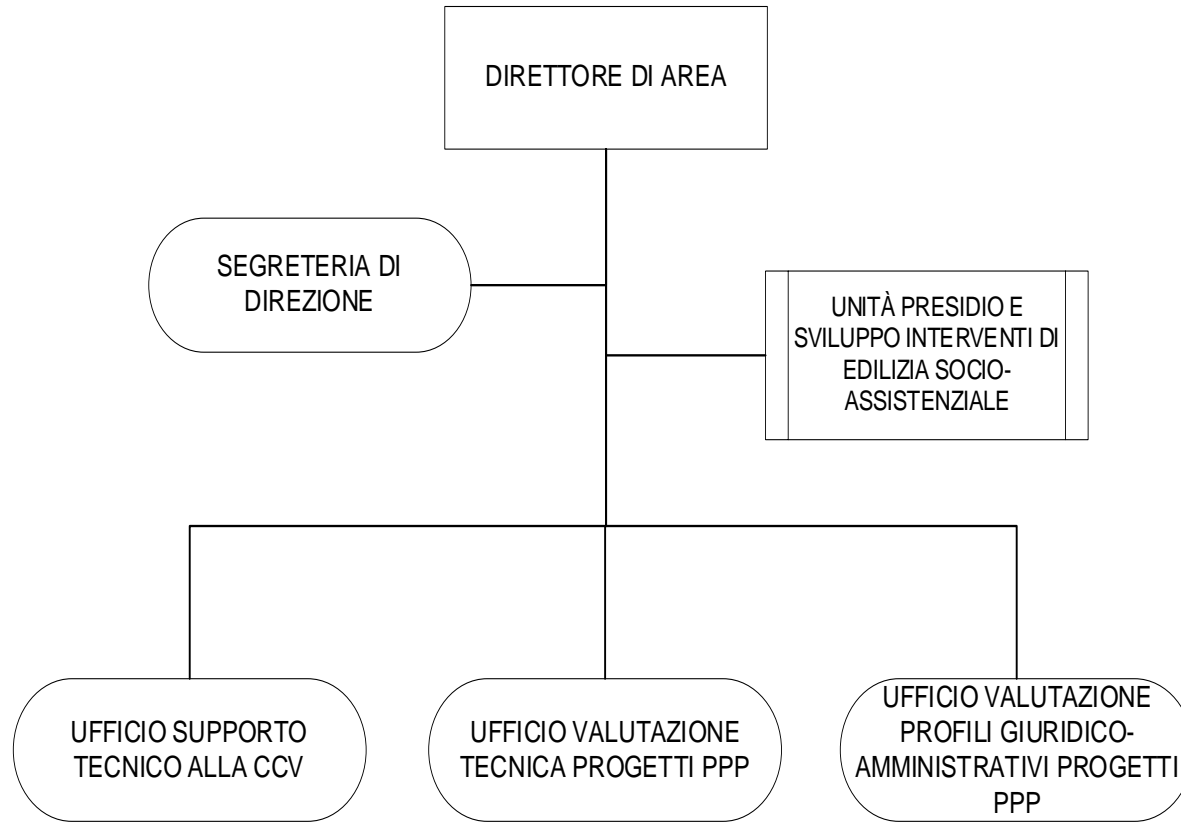 DIRETTORE DI AREA
SEGRETERIA DI
DIREZIONE
UNITÀ PRESIDIO E
SVILUPPO INTERVENTI DI
EDILIZIA SOCIO-
ASSISTENZIALE
UFFICIO SUPPORTO
TECNICO ALLA CCV
UFFICIO VALUTAZIONE
TECNICA PROGETTI PPP
UFFICIO VALUTAZIONE
PROFILI GIURIDICO-
AMMINISTRATIVI PROGETTI
PPP